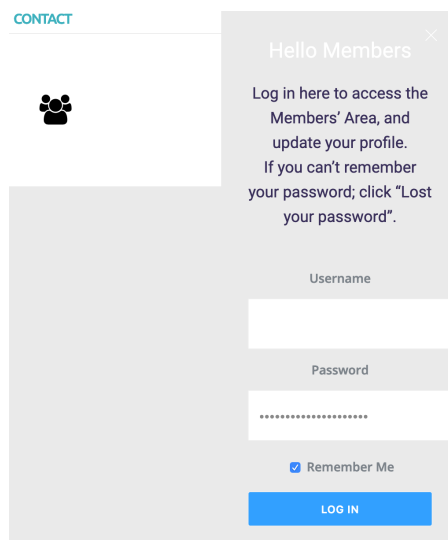 CONTACT
Hello Members
Log in here to access the
Members’ Area, and
update your profile.
If you can’t remember
your password; click “Lost
your password”.
Username
Password
Remember Me
LOG IN